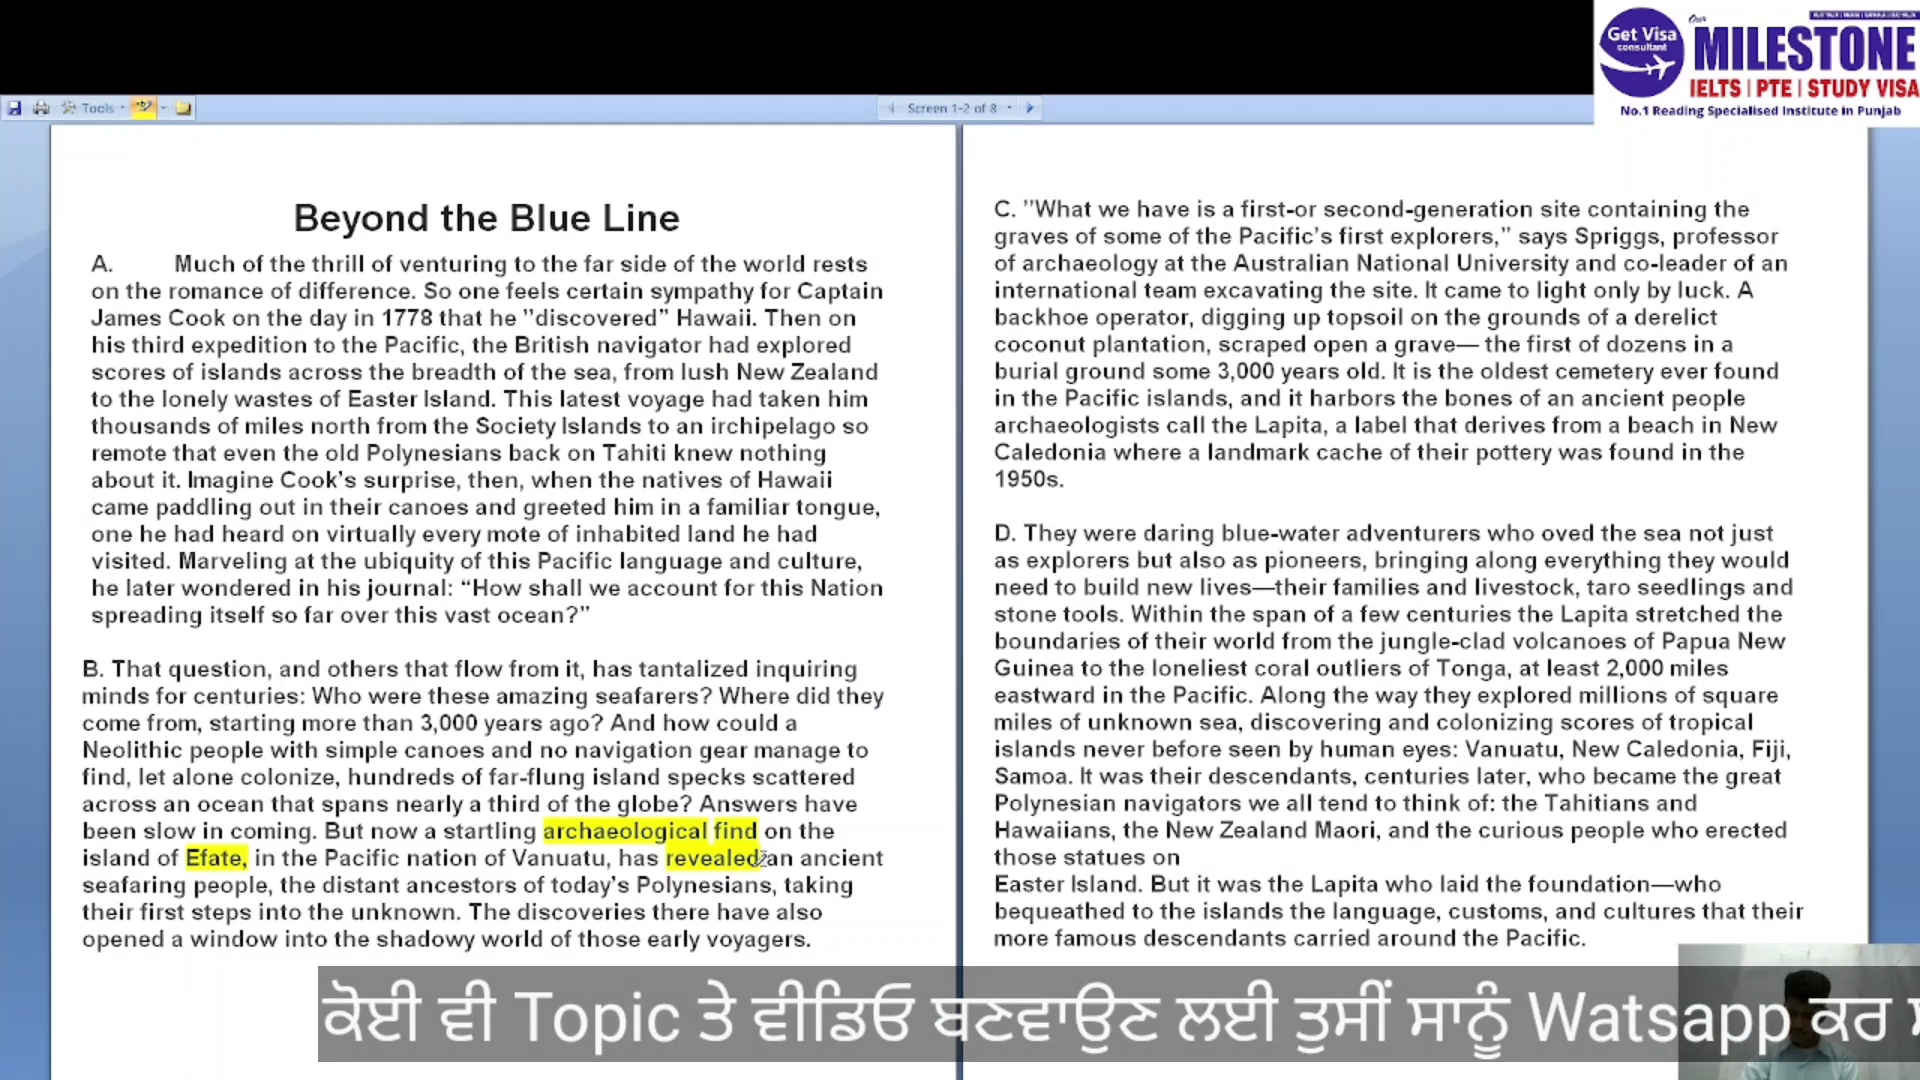 Get Visa
consultant
Our
MILESTONE
IELTS | PTE | STUDY VISA
No.1 Reading Specialised Institute in Punjab
Tools
Screen 1-2 of 8
Beyond the Blue Line
A. Much of the thrill of venturing to the far side of the world rests
on the romance of difference. So one feels certain sympathy for Captain
James Cook on the day in 1778 that he ”discovered” Hawaii. Then on
his third expedition to the Pacific, the British navigator had explored
scores of islands across the breadth of the sea, from lush New Zealand
to the lonely wastes of Easter Island. This latest voyage had taken him
thousands of miles north from the Society Islands to an irchipelago so
remote that even the old Polynesians back on Tahiti knew nothing
about it. Imagine Cook’s surprise, then, when the natives of Hawaii
came paddling out in their canoes and greeted him in a familiar tongue,
one he had heard on virtually every mote of inhabited land he had
visited. Marveling at the ubiquity of this Pacific language and culture,
he later wondered in his journal: “How shall we account for this Nation
spreading itself so far over this vast ocean?”
B. That question, and others that flow from it, has tantalized inquiring
minds for centuries: Who were these amazing seafarers? Where did they
come from, starting more than 3,000 years ago? And how could a
Neolithic people with simple canoes and no navigation gear manage to
find, let alone colonize, hundreds of far-flung island specks scattered
across an ocean that spans nearly a third of the globe? Answers have
been slow in coming. But now a startling archaeological find on the
island of Efate, in the Pacific nation of Vanuatu, has revealed an ancient
seafaring people, the distant ancestors of today’s Polynesians, taking
their first steps into the unknown. The discoveries there have also
opened a window into the shadowy world of those early voyagers.
C. ”What we have is a first-or second-generation site containing the
graves of some of the Pacific’s first explorers,” says Spriggs, professor
of archaeology at the Australian National University and co-leader of an
international team excavating the site. It came to light only by luck. A
backhoe operator, digging up topsoil on the grounds of a derelict
coconut plantation, scraped open a grave— the first of dozens in a
burial ground some 3,000 years old. It is the oldest cemetery ever found
in the Pacific islands, and it harbors the bones of an ancient people
archaeologists call the Lapita, a label that derives from a beach in New
Caledonia where a landmark cache of their pottery was found in the
1950s.
D. They were daring blue-water adventurers who oved the sea not just
as explorers but also as pioneers, bringing along everything they would
need to build new lives—their families and livestock, taro seedlings and
stone tools. Within the span of a few centuries the Lapita stretched the
boundaries of their world from the jungle-clad volcanoes of Papua New
Guinea to the loneliest coral outliers of Tonga, at least 2,000 miles
eastward in the Pacific. Along the way they explored millions of square
miles of unknown sea, discovering and colonizing scores of tropical
islands never before seen by human eyes: Vanuatu, New Caledonia, Fiji,
Samoa. It was their descendants, centuries later, who became the great
Polynesian navigators we all tend to think of: the Tahitians and
Hawaiians, the New Zealand Maori, and the curious people who erected
those statues on
Easter Island. But it was the Lapita who laid the foundation—who
bequeathed to the islands the language, customs, and cultures that their
more famous descendants carried around the Pacific.
ਕੋਈ ਵੀ Topic ਤੇ ਵੀਡਿਓ ਬਣਵਾਉਣ ਲਈ ਤੁਸੀਂ ਸਾਨੂੰ Watsapp ਕਰ